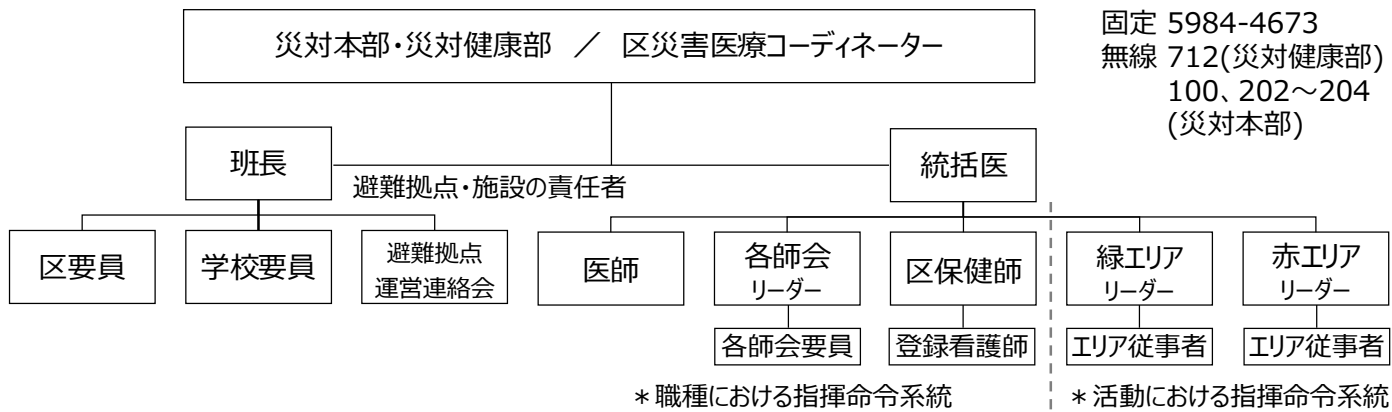 災対本部・災対健康部 ／ 区災害医療コーディネーター
固定 5984-4673
無線 712(災対健康部)
100、202～204
(災対本部)
班長
統括医
避難拠点・施設の責任者
区要員
学校要員
避難拠点
運営連絡会
医師
各師会
リーダー
区保健師
緑エリア
リーダー
赤エリア
リーダー
各師会要員
登録看護師
エリア従事者
エリア従事者
＊職種における指揮命令系統
＊活動における指揮命令系統